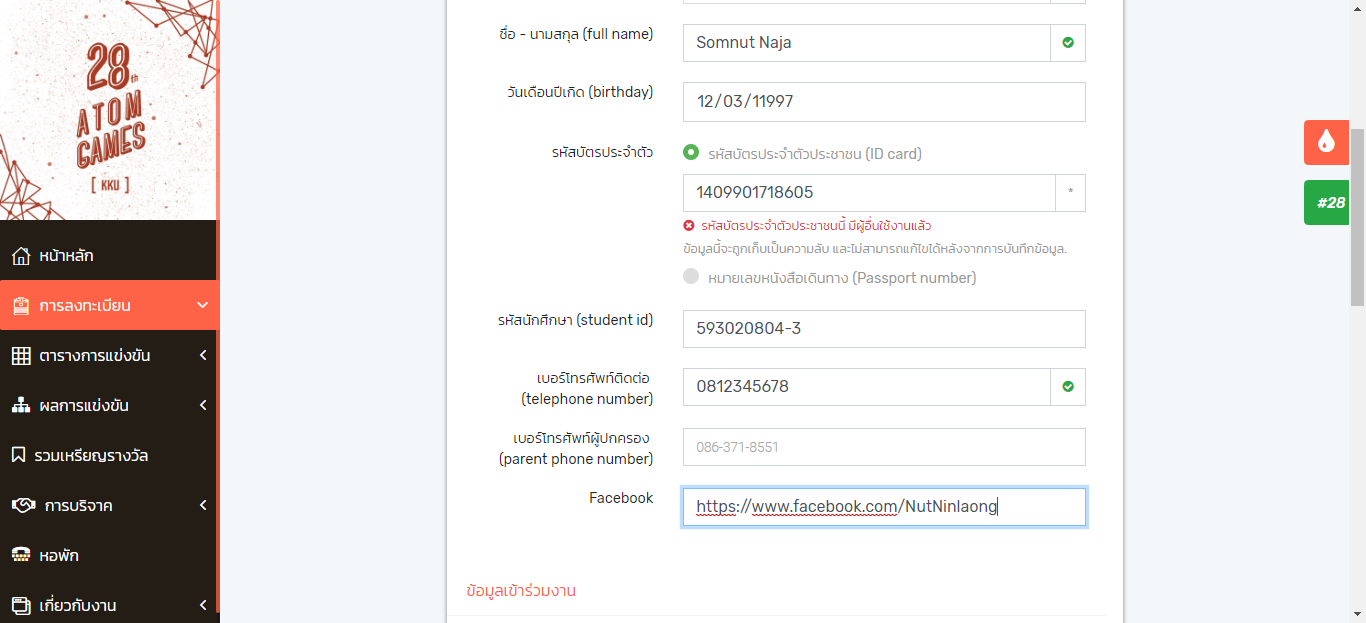 28th
ATOM
GAMES
[ KKU ]
หน้าหลัก
การลงทะเบียน
ตารางการแข่งขัน
ผลการแข่งขัน
รวมเหรียญรางวัล
การบริจาค
หอพัก
เกี่ยวกับงาน
ชื่อ - นามสกุล (full name)
Somnut Naja
วันเดือนปีเกิด (birthday)
12/03/11997
รหัสบัตรประจำตัว
รหัสบัตรประจำตัวประชาชน (ID card)
1409901718605
*
รหัสบัตรประจำตัวประชาชนนี้ มีผู้อื่นใช้งานแล้ว
ข้อมูลนี้จะถูกเก็บเป็นความลับ และไม่สามารถแก้ไขได้หลังจากการบันทึกข้อมูล.
หมายเลขหนังสือเดินทาง (Passport number)
รหัสนักศึกษา (student id)
593020804-3
เบอร์โทรศัพท์ติดต่อ
(telephone number)
0812345678
เบอร์โทรศัพท์ผู้ปกครอง
(parent phone number)
086-371-8551
Facebook
https://www.facebook.com/NutNinlaong
ข้อมูลเข้าร่วมงาน
#28